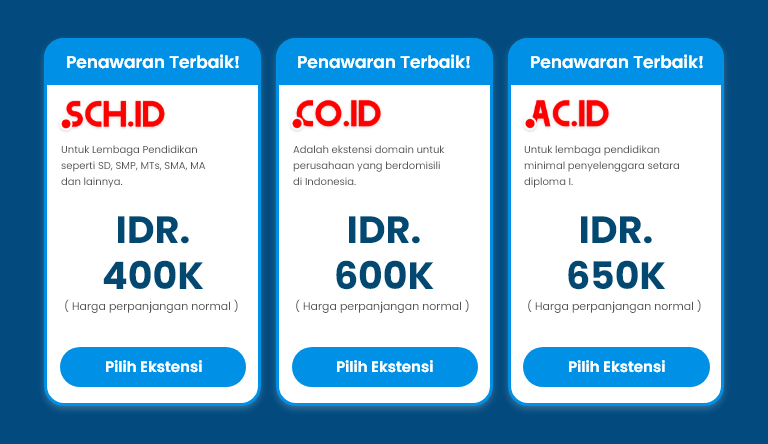 Penawaran Terbaik!
.SCH.ID
Untuk Lembaga Pendidikan
seperti SD, SMP, MTs, SMA, MA
dan lainnya.
IDR.
400K
( Harga perpanjangan normal )
Pilih Ekstensi
Penawaran Terbaik!
.CO.ID
Adalah ekstensi domain untuk
perusahaan yang berdomisili
di Indonesia.
IDR.
600K
( Harga perpanjangan normal )
Pilih Ekstensi
Penawaran Terbaik!
.AC.ID
Untuk lembaga pendidikan
minimal penyelenggara setara
diploma I.
IDR.
650K
( Harga perpanjangan normal )
Pilih Ekstensi